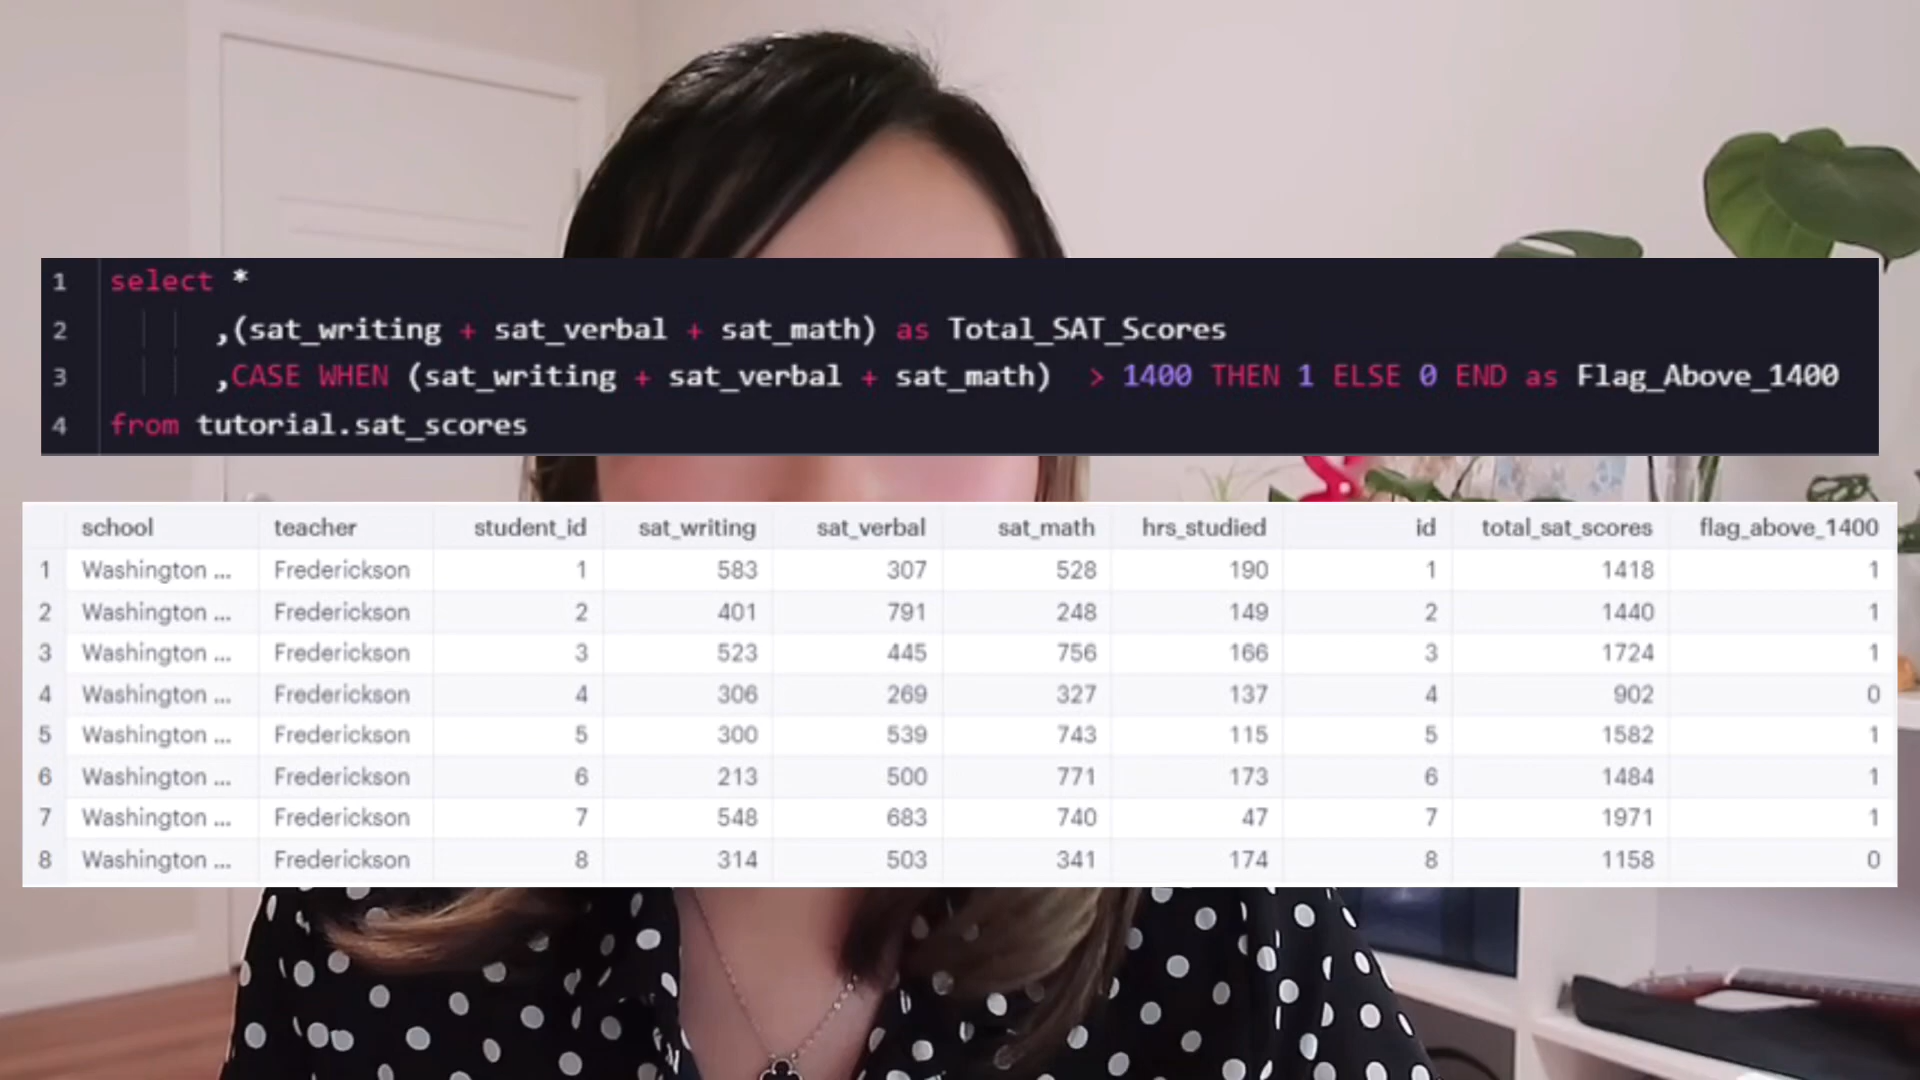 1 select *
2 ,(sat_writing + sat_verbal + sat_math) as Total_SAT_Scores
3 ,CASE WHEN (sat_writing + sat_verbal + sat_math) > 1400 THEN 1 ELSE 0 END as Flag_Above_1400
4 from tutorial.sat_scores
school teacher student_id sat_writing sat_verbal sat_math hrs_studied id total_sat_scores flag_above_1400
1 Washington ... Frederickson 1 583 307 528 190 1 1418 1
2 Washington ... Frederickson 2 401 791 248 149 2 1440 1
3 Washington ... Frederickson 3 523 445 756 166 3 1724 1
4 Washington ... Frederickson 4 306 269 327 137 4 902 0
5 Washington ... Frederickson 5 300 539 743 115 5 1582 1
6 Washington ... Frederickson 6 213 500 771 173 6 1484 1
7 Washington ... Frederickson 7 548 683 740 47 7 1971 1
8 Washington ... Frederickson 8 314 503 341 174 8 1158 0